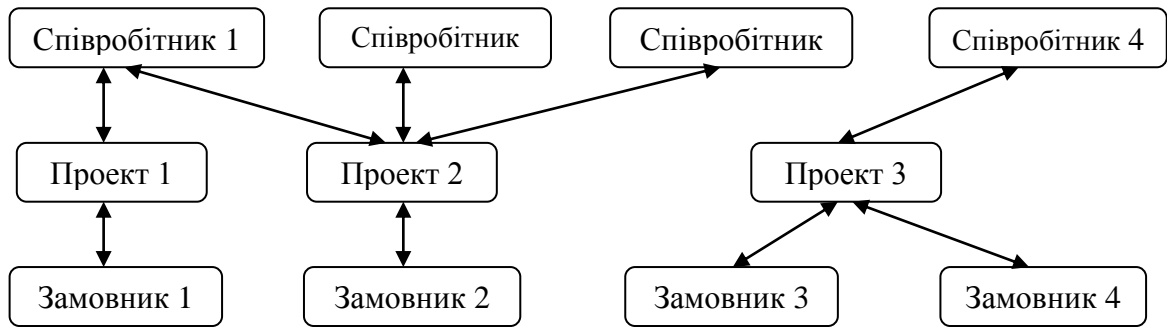 Співробітник 1
Співробітник
Співробітник
Співробітник 4
Проект 1
Проект 2
Проект 3
Замовник 1
Замовник 2
Замовник 3
Замовник 4